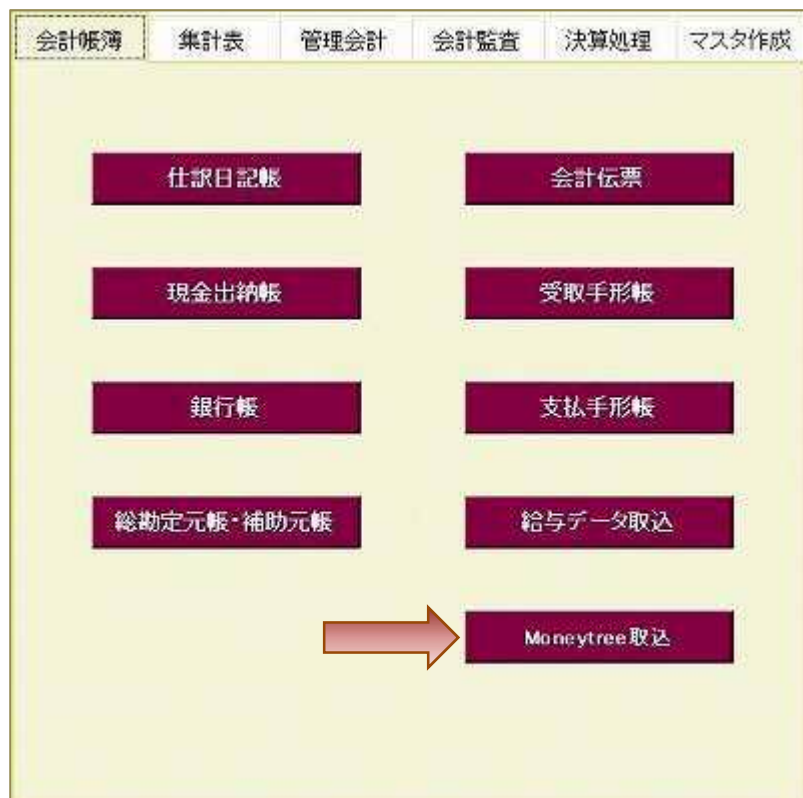 会計帳簿 集計表 管理会計 会計監査 決算処理 マスタ作成
仕訳日記帳 会計伝票
現金出納帳 受取手形帳
銀行帳 支払手形帳
総勘定元帳・補助元帳 給与データ取込
Moneytree取込